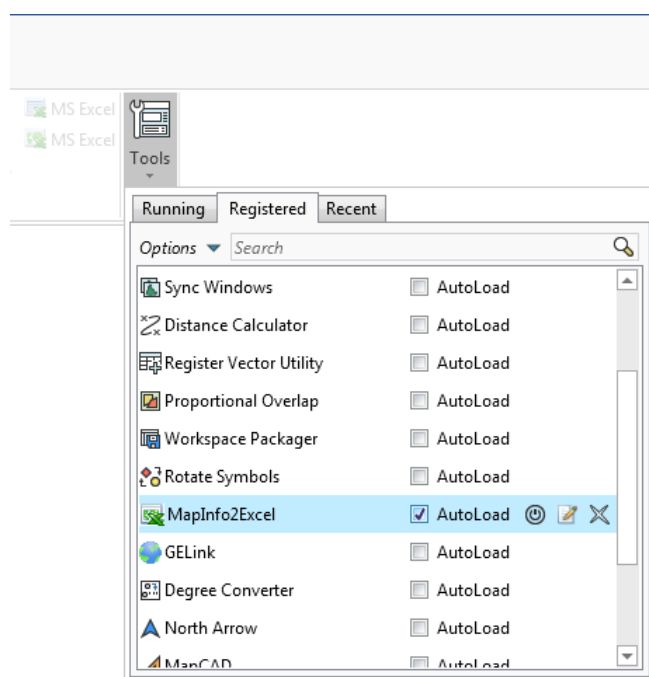 MS Excel
MS Excel
Tools
Running Registered Recent
Options Search
Sync Windows AutoLoad
Distance Calculator AutoLoad
Register Vector Utility AutoLoad
Proportional Overlap AutoLoad
Workspace Packager AutoLoad
Rotate Symbols AutoLoad
MapInfo2Excel AutoLoad
GELink AutoLoad
Degree Converter AutoLoad
North Arrow AutoLoad
MapCAD AutoLoad